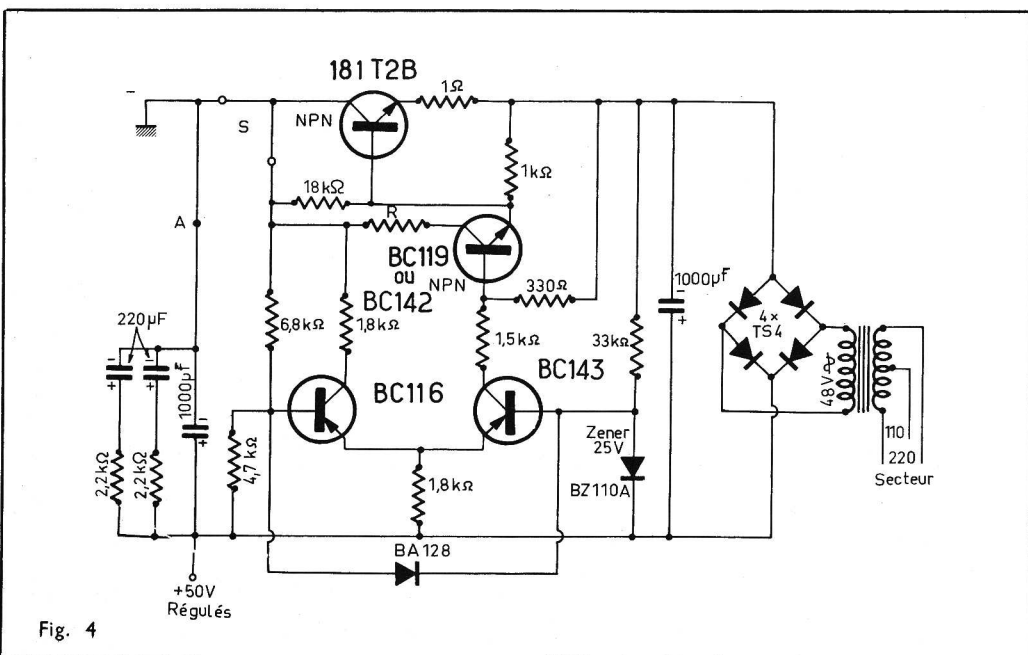 181 T2B
1Ω
NPN
S
18kΩ
1kΩ
R
A
BC119
ou
BC142
NPN
330Ω
1000µF
220µF
6,8kΩ
1,8kΩ
1,5kΩ
33kΩ
4×
TS4
48V
110
220
Secteur
1000µF
BC116
BC143
Zener
25V
BZ110A
4,7 kΩ
2,2kΩ
2,2kΩ
1,8kΩ
BA128
+50V
Régulés
Fig. 4